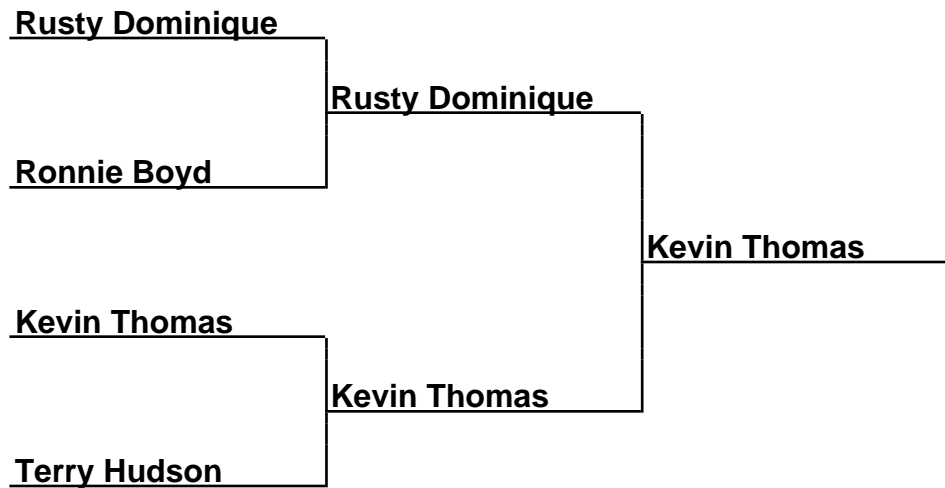 Rusty Dominique
Rusty Dominique
Ronnie Boyd
Kevin Thomas
Kevin Thomas
Kevin Thomas
Terry Hudson